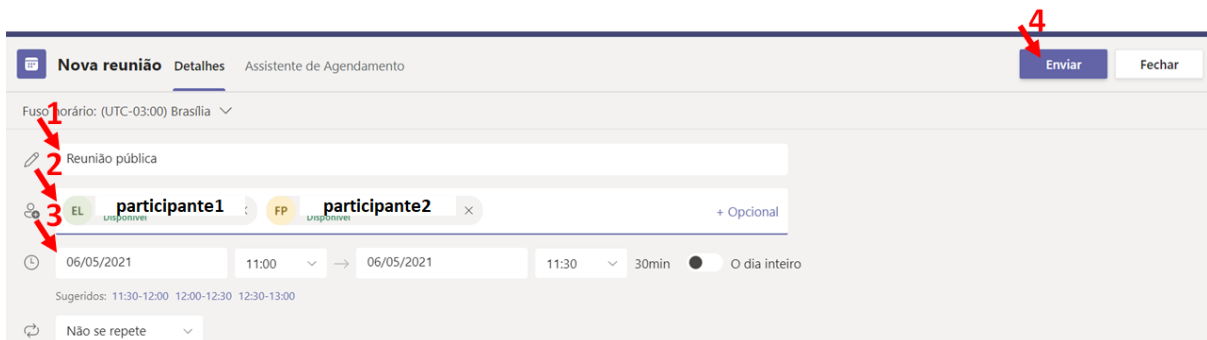 4
Nova reunião Detalhes Assistente de Agendamento Enviar Fechar
Fuso horário: (UTC-03:00) Brasília
1
Reunião pública
2
EL participante1 Disponível FP participante2 Disponível + Opcional
3
06/05/2021 11:00 → 06/05/2021 11:30 30min O dia inteiro
Sugeridos: 11:30-12:00 12:00-12:30 12:30-13:00
Não se repete